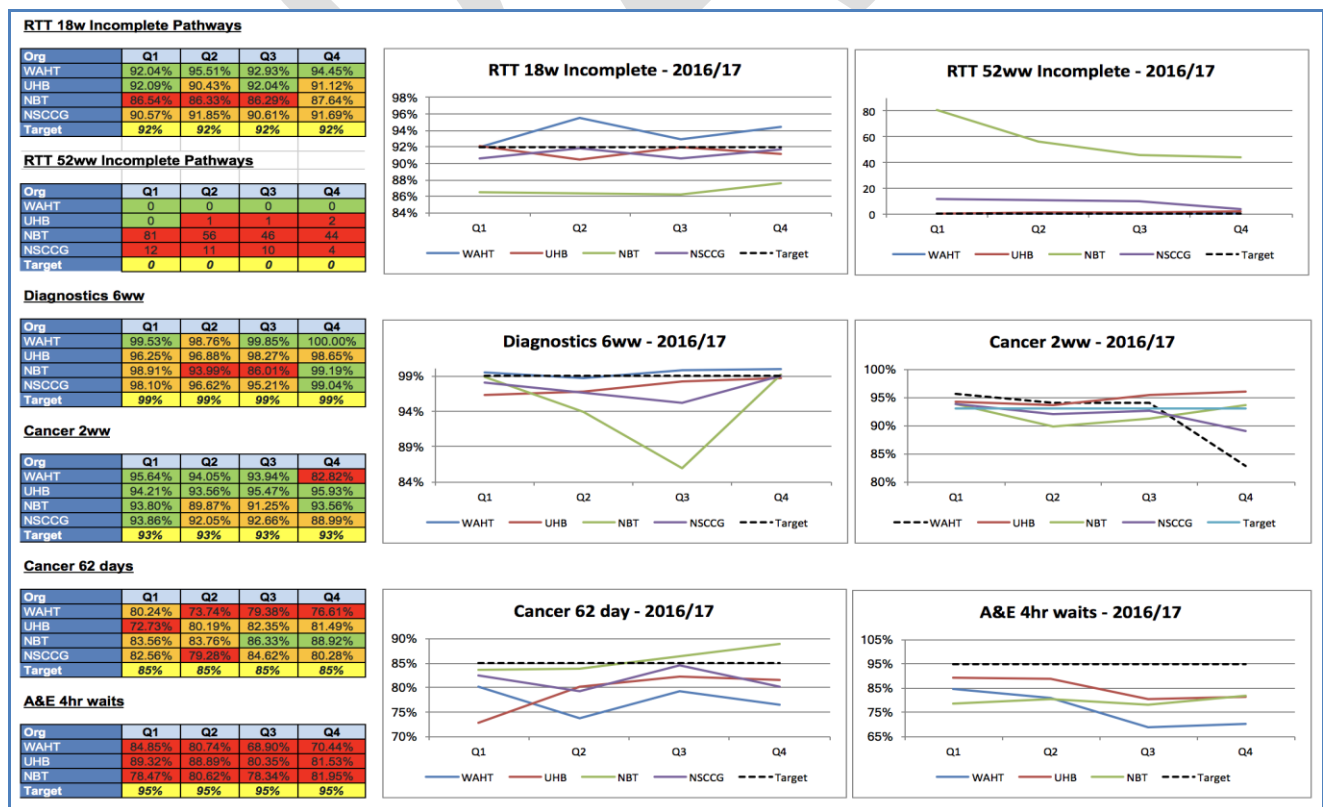 RTT 18w Incomplete Pathways
Org Q1 Q2 Q3 Q4
WAHT 92.04% 95.51% 92.93% 94.45%
UHB 92.09% 90.43% 92.04% 91.12%
NBT 86.54% 86.33% 86.29% 87.64%
NSCCG 90.57% 91.85% 90.61% 91.69%
Target 92% 92% 92% 92%
RTT 52ww Incomplete Pathways
Org Q1 Q2 Q3 Q4
WAHT 0 0 0 0
UHB 0 1 1 2
NBT 81 56 46 44
NSCCG 12 11 10 4
Target 0 0 0 0
Diagnostics 6ww
Org Q1 Q2 Q3 Q4
WAHT 99.53% 98.76% 99.85% 100.00%
UHB 96.25% 96.88% 98.27% 98.65%
NBT 98.91% 93.99% 86.01% 99.19%
NSCCG 98.10% 96.62% 95.21% 99.04%
Target 99% 99% 99% 99%
Cancer 2ww
Org Q1 Q2 Q3 Q4
WAHT 95.64% 94.05% 93.94% 82.82%
UHB 94.21% 93.56% 95.47% 95.93%
NBT 93.80% 89.87% 91.25% 93.56%
NSCCG 93.86% 92.05% 92.66% 88.99%
Target 93% 93% 93% 93%
Cancer 62 days
Org Q1 Q2 Q3 Q4
WAHT 80.24% 73.74% 79.38% 76.61%
UHB 72.73% 80.19% 82.35% 81.49%
NBT 83.56% 83.76% 86.33% 88.92%
NSCCG 82.56% 79.28% 84.62% 80.28%
Target 85% 85% 85% 85%
A&E 4hr waits
Org Q1 Q2 Q3 Q4
WAHT 84.85% 80.74% 68.90% 70.44%
UHB 89.32% 88.89% 80.35% 81.53%
NBT 78.47% 80.62% 78.34% 81.95%
Target 95% 95% 95% 95%
RTT 18w Incomplete - 2016/17
98%
96%
94%
92%
90%
88%
86%
84%
Q1 Q2 Q3 Q4
WAHT UHB NBT NSCCG Target
RTT 52ww Incomplete - 2016/17
80
60
40
20
0
Q1 Q2 Q3 Q4
WAHT UHB NBT NSCCG Target
Diagnostics 6ww - 2016/17
99%
94%
89%
84%
Q1 Q2 Q3 Q4
WAHT UHB NBT NSCCG Target
Cancer 2ww - 2016/17
100%
95%
90%
85%
80%
Q1 Q2 Q3 Q4
WAHT UHB NBT NSCCG Target
Cancer 62 day - 2016/17
90%
85%
80%
75%
70%
Q1 Q2 Q3 Q4
WAHT UHB NBT NSCCG Target
A&E 4hr waits - 2016/17
105%
95%
85%
75%
65%
Q1 Q2 Q3 Q4
WAHT UHB NBT Target